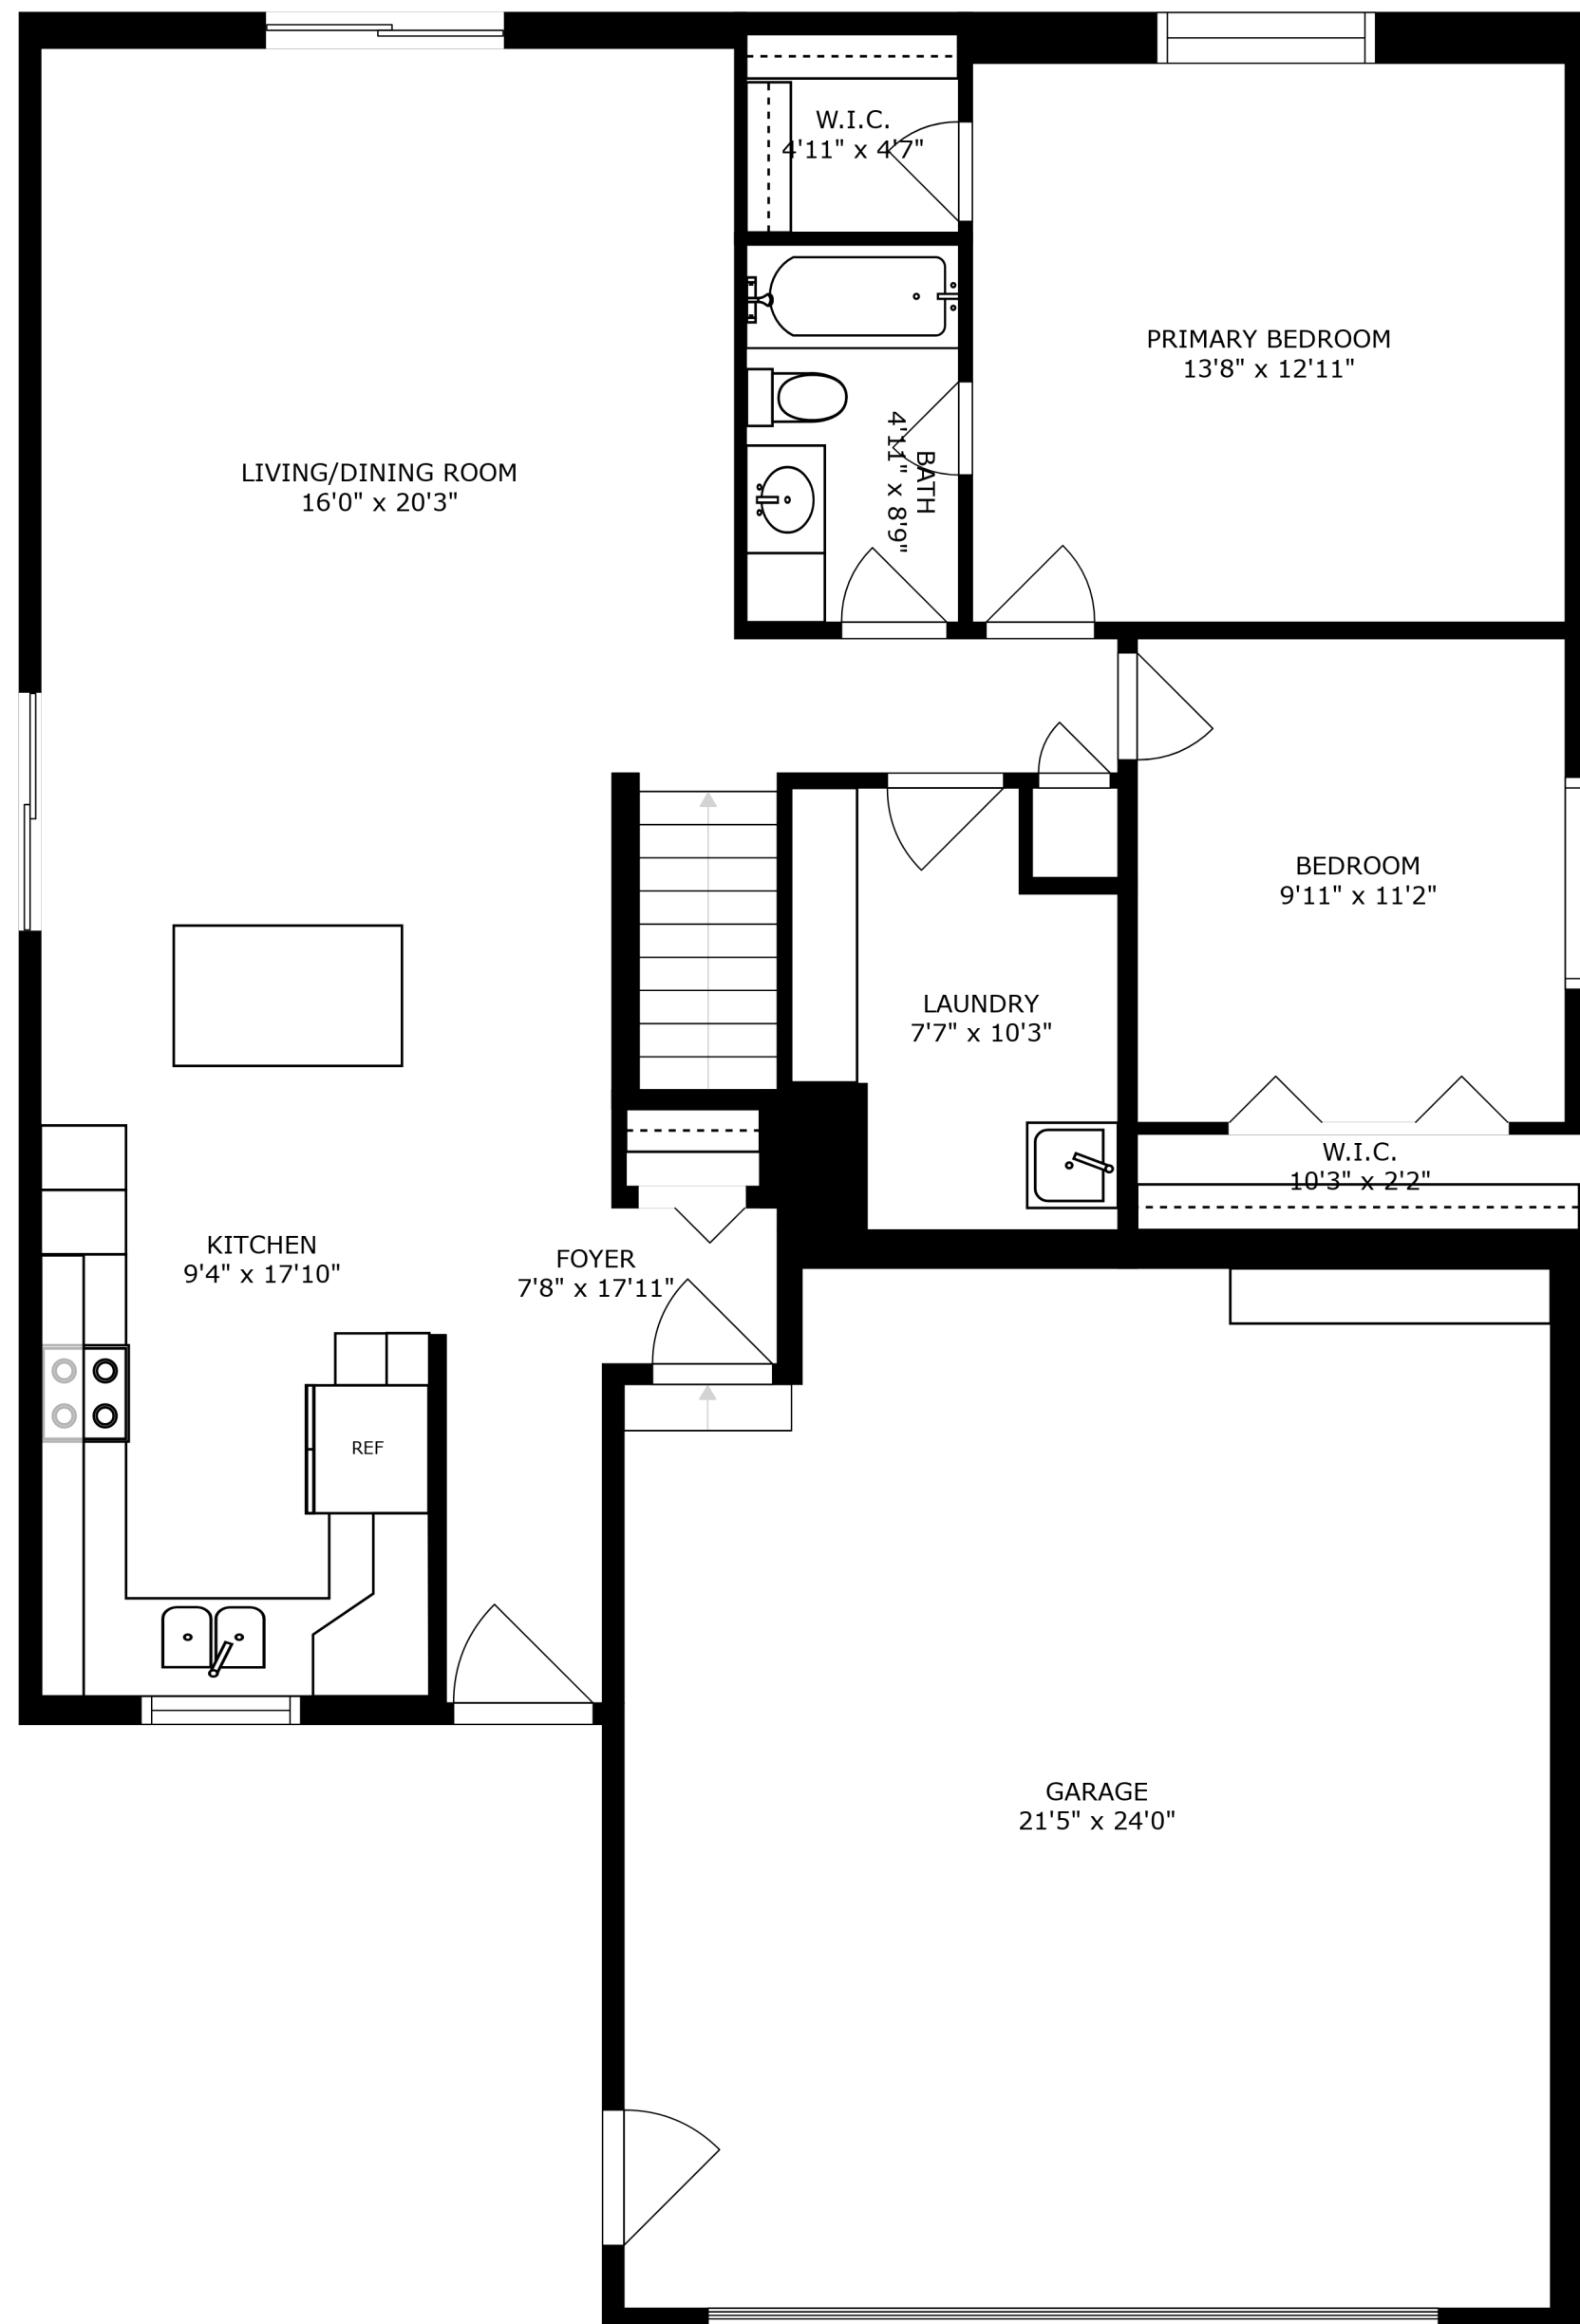 W.I.C.
4'11" x 4'7"
PRIMARY BEDROOM
13'8" x 12'11"
LIVING/DINING ROOM
16'0" x 20'3"
BATH
4'11" x 8'9"
BEDROOM
9'11" x 11'2"
LAUNDRY
7'7" x 10'3"
W.I.C.
10'3" x 2'2"
KITCHEN
9'4" x 17'10"
FOYER
7'8" x 17'11"
REF
GARAGE
21'5" x 24'0"